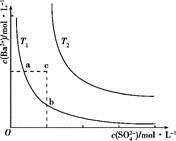 c(Ba²⁺)/mol·L⁻¹
T₁
T₂
a
c
b
O
c(SO₄²⁻)/mol·L⁻¹